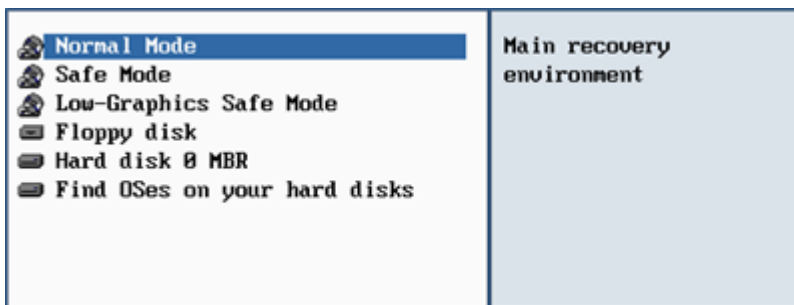 Normal Mode
Safe Mode
Low-Graphics Safe Mode
Floppy disk
Hard disk 0 MBR
Find OSes on your hard disks
Main recovery
environment